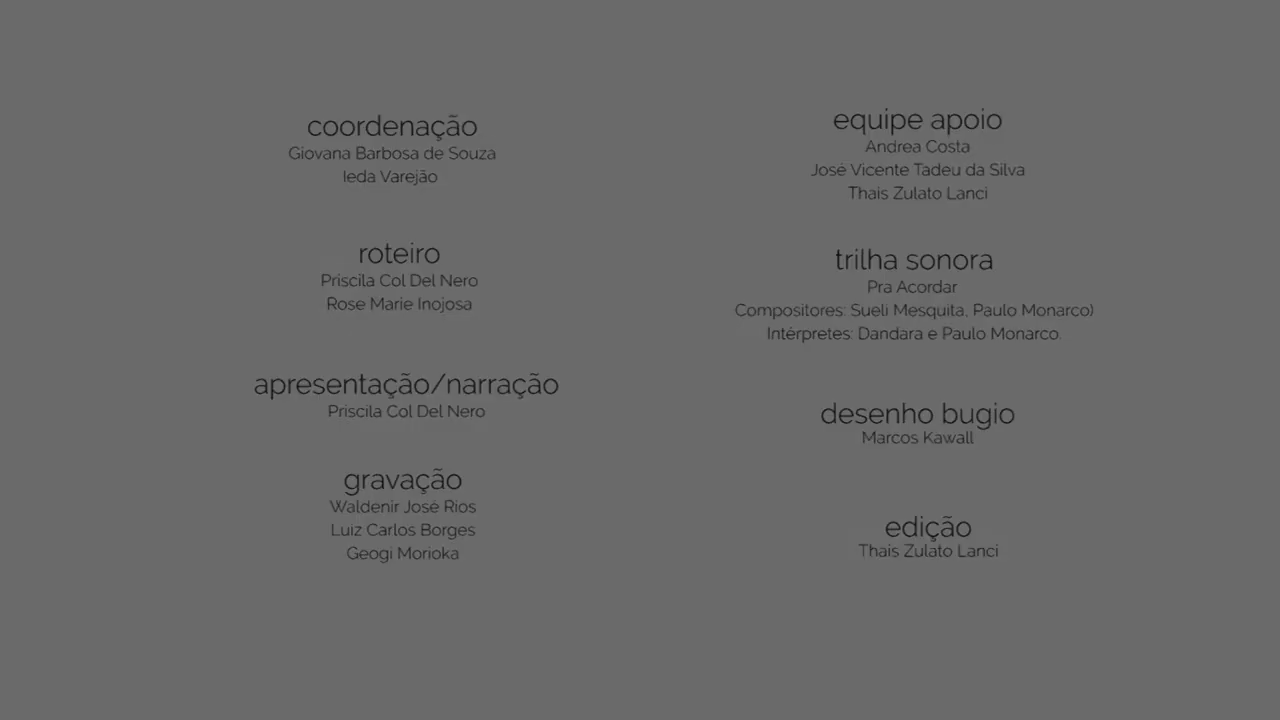 coordenação
Giovana Barbosa de Souza
Ieda Varejão
roteiro
Priscila Col Del Nero
Rose Marie Inojosa
apresentação/narração
Priscila Col Del Nero
gravação
Waldenir José Rios
Luiz Carlos Borges
Geogi Morioka
equipe apoio
Andrea Costa
José Vicente Tadeu da Silva
Thais Zulato Lanci
trilha sonora
Pra Acordar
Compositores: Sueli Mesquita, Paulo Monarco)
Intérpretes: Dandara e Paulo Monarco.
desenho bugio
Marcos Kawall
edição
Thais Zulato Lanci